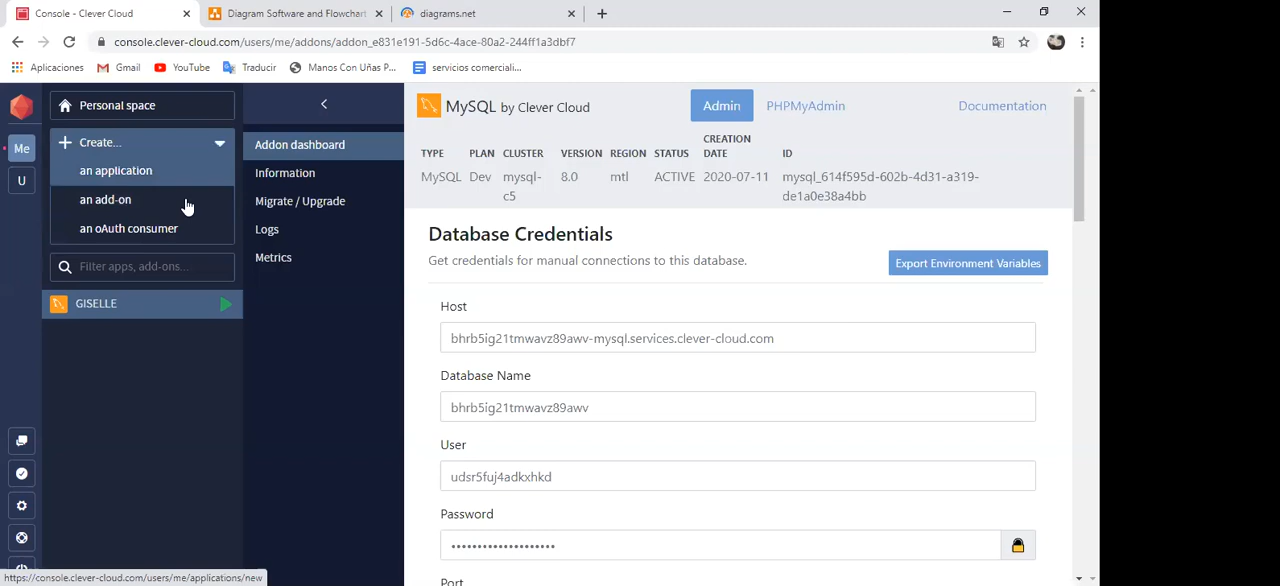 Console - Clever Cloud
Diagram Software and Flowchart
diagrams.net
console.clever-cloud.com/users/me/addons/addon_e831e191-5d6c-4ace-80a2-244ff1a3dbf7
Aplicaciones
Gmail
YouTube
Traducir
Manos Con Uñas P...
servicios comerciali...
Personal space
Create...
an application
an add-on
an oAuth consumer
Filter apps, add-ons...
GISELLE
Me
U
Addon dashboard
Information
Migrate / Upgrade
Logs
Metrics
MySQL by Clever Cloud
Admin
PHPMyAdmin
Documentation
TYPE PLAN CLUSTER VERSION REGION STATUS CREATION DATE ID
MySQL Dev mysql-c5 8.0 mtl ACTIVE 2020-07-11 mysql_614f595d-602b-4d31-a319-de1a0e38a4bb
Database Credentials
Get credentials for manual connections to this database.
Export Environment Variables
Host
bhrb5ig21tmwavz89awv-mysql.services.clever-cloud.com
Database Name
bhrb5ig21tmwavz89awv
User
udsr5fuj4adkxhkd
Password
••••••••••••••••••••
Port
https://console.clever-cloud.com/users/me/applications/new